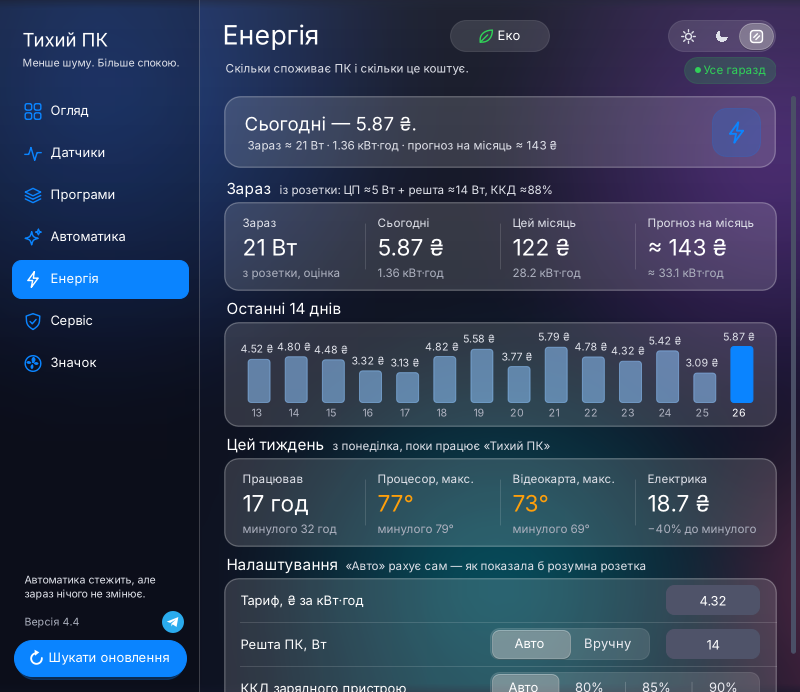 Тихий ПК
Менше шуму. Більше спокою.
Огляд
Датчики
Програми
Автоматика
Енергія
Сервіс
Значок
Автоматика стежить, але
зараз нічого не змінює.
Версія 4.4
Шукати оновлення
Енергія
Еко
Скільки споживає ПК і скільки це коштує.
Усе гаразд
Сьогодні — 5.87 ₴.
Зараз ≈ 21 Вт · 1.36 кВт·год · прогноз на місяць ≈ 143 ₴
Зараз із розетки: ЦП ≈5 Вт + решта ≈14 Вт, ККД ≈88%
Зараз Сьогодні Цей місяць Прогноз на місяць
21 Вт 5.87 ₴ 122 ₴ ≈ 143 ₴
з розетки, оцінка 1.36 кВт·год 28.2 кВт·год ≈ 33.1 кВт·год
Останні 14 днів
4.52 ₴ 4.80 ₴ 4.48 ₴ 3.32 ₴ 3.13 ₴ 4.82 ₴ 5.58 ₴ 3.77 ₴ 5.79 ₴ 4.78 ₴ 4.32 ₴ 5.42 ₴ 3.09 ₴ 5.87 ₴
13 14 15 16 17 18 19 20 21 22 23 24 25 26
Цей тиждень з понеділка, поки працює «Тихий ПК»
Працював Процесор, макс. Відеокарта, макс. Електрика
17 год 77° 73° 18.7 ₴
минулого 32 год минулого 79° минулого 69° −40% до минулого
Налаштування «Авто» рахує сам — як показала б розумна розетка
Тариф, ₴ за кВт·год 4.32
Решта ПК, Вт Авто Вручну 14
ККД зарядного пристрою Авто 80% 85% 90%